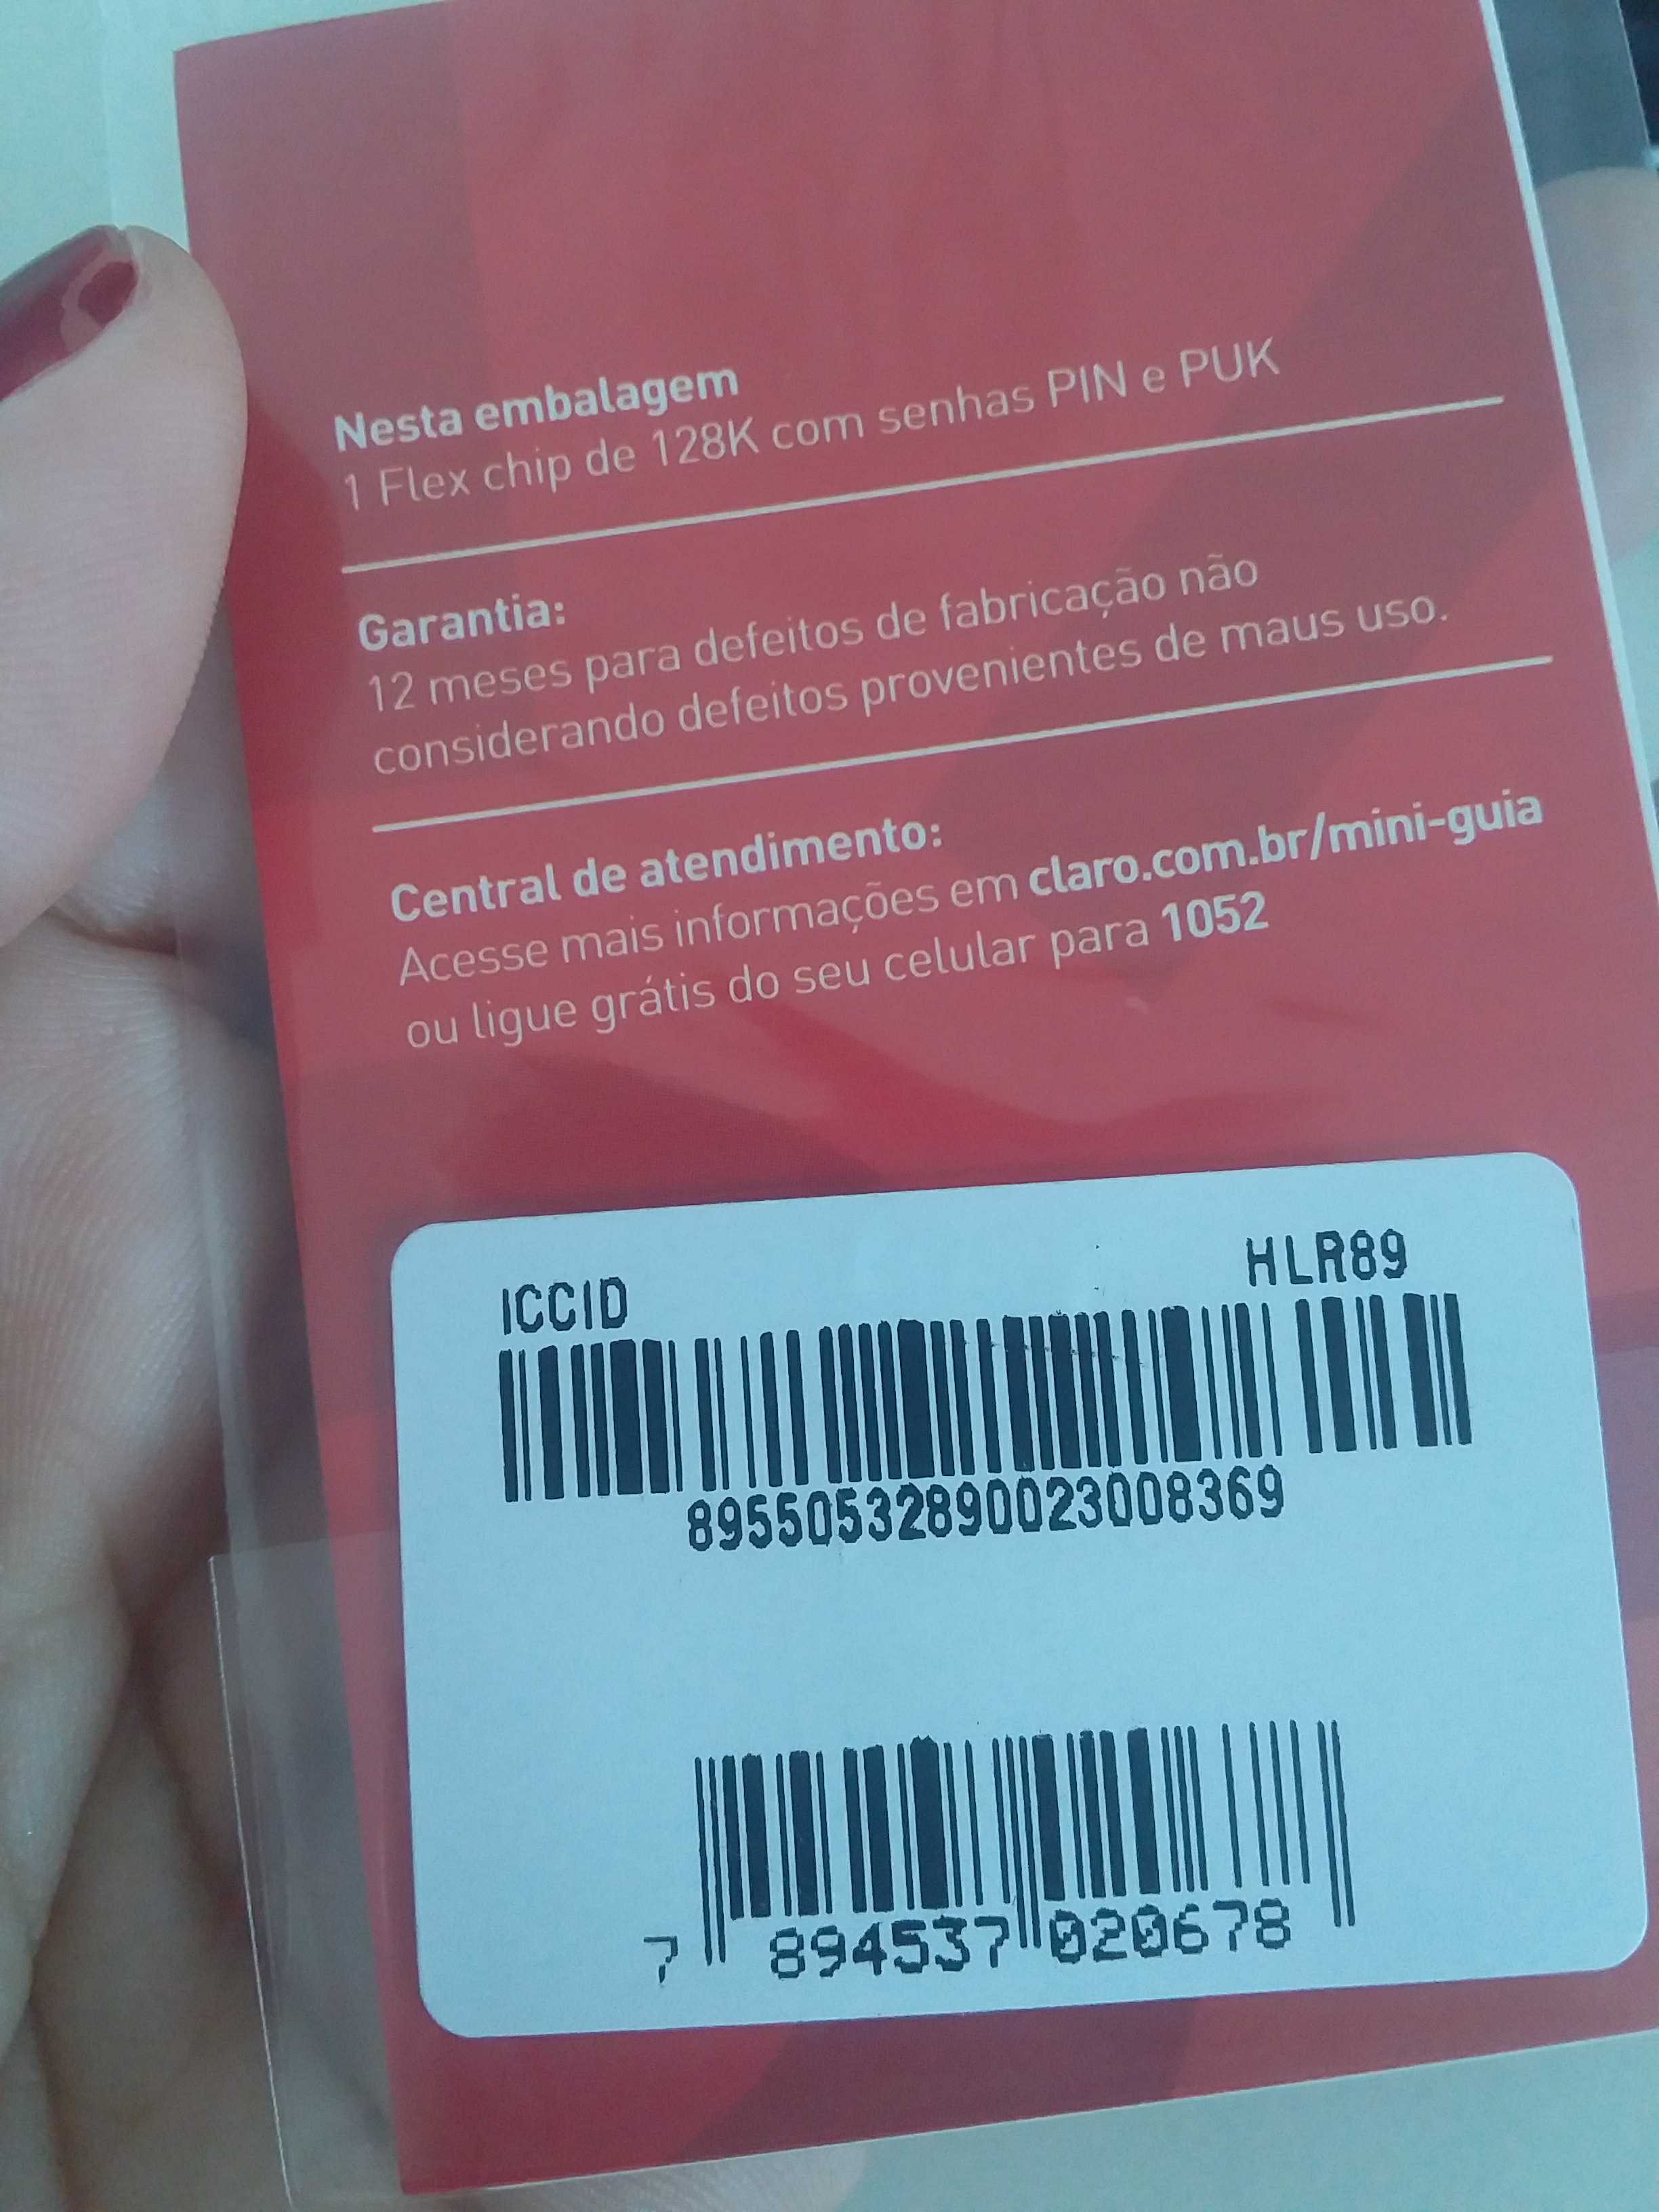 Nesta embalagem
1 Flex chip de 128K com senhas PIN e PUK
Garantia:
12 meses para defeitos de fabricação não
considerando defeitos provenientes de maus uso.
Central de atendimento:
Acesse mais informações em claro.com.br/mini-guia
ou ligue grátis do seu celular para 1052
ICCID HLR89
89550532890023008369
7 894537 020678